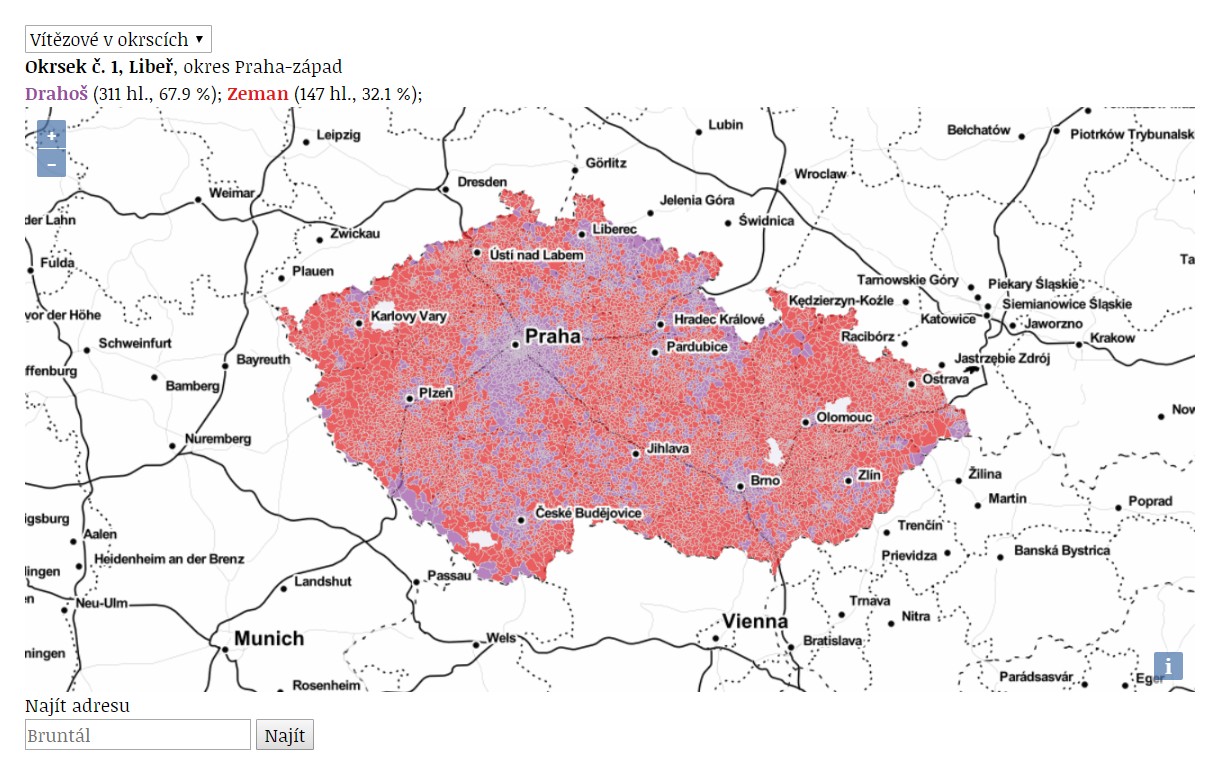 Vítězové v okrscích ▼
Okrsek č. 1, Libeř, okres Praha-západ
Drahoš (311 hl., 67.9 %); Zeman (147 hl., 32.1 %);
+
–
Leipzig
Lubin
Bełchatów
Piotrków Trybunalsk
Görlitz
Dresden
Wroclaw
Weimar
Jelenia Góra
der Lahn
Świdnica
Zwickau
Liberec
Ústí nad Labem
Fulda
Ta
Plauen
Tarnowskie Góry
Piekary Śląskie
Kędzierzyn-Koźle
Siemianowice Śląskie
vor der Höhe
Karlovy Vary
Hradec Králové
Katowice
Jaworzno
Praha
Racibórz
Krakow
Schweinfurt
Pardubice
Bayreuth
Jastrzębie Zdrój
ffenburg
Ostrava
Bamberg
Plzeň
Olomouc
Now
Nuremberg
Jihlava
Brno
Zlín
Žilina
Martin
Poprad
České Budějovice
igsburg
Trenčín
Aalen
Heidenheim an der Brenz
Prievidza
Banská Bystrica
lingen
Passau
Landshut
en
Neu-Ulm
Trnava
Nitra
Vienna
Munich
Wels
Bratislava
ningen
Parádsasvár
Eger
i
Rosenheim
Najít adresu
Bruntál
Najít